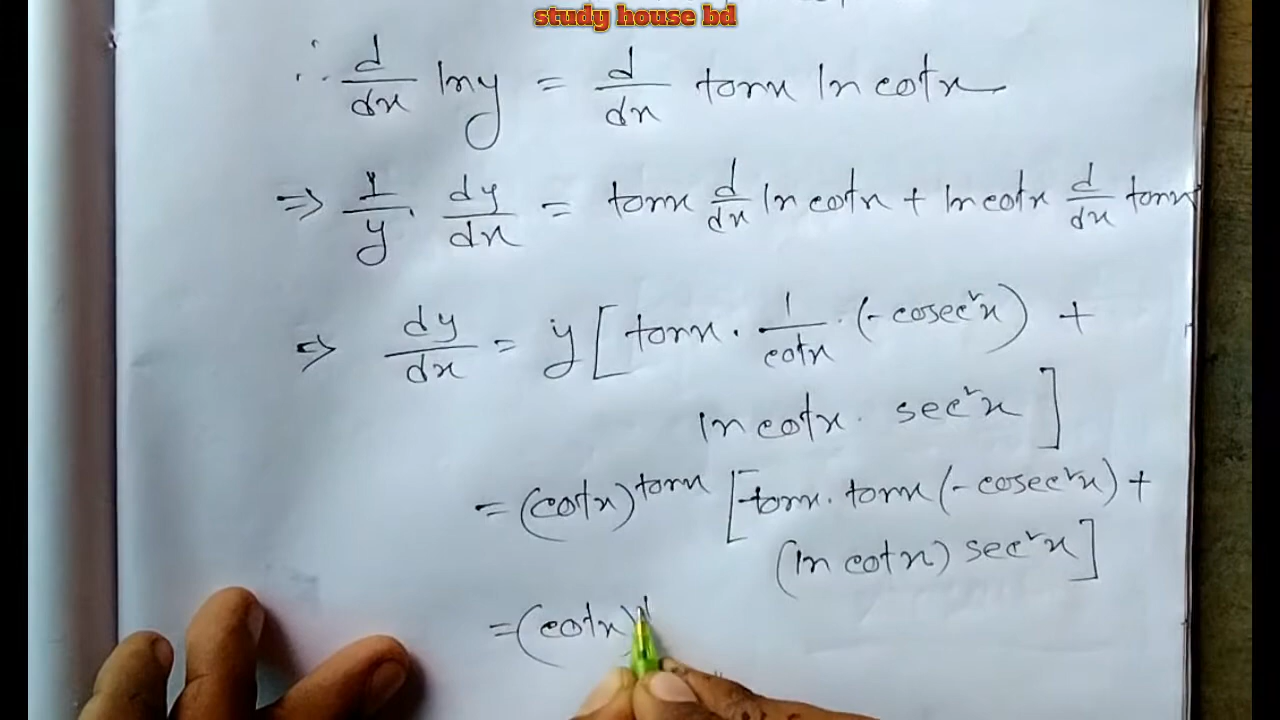 study house bd
∴ d/dx lny = d/dx tanx ln cotx
⇒ 1/y . dy/dx = tanx d/dx ln cotx + ln cotx d/dx tanx
⇒ dy/dx = y [ tanx . 1/cotx . (- cosec²x) +
ln cotx . sec²x ]
= (cotx)^tanx [ tanx . tanx (- cosec²x) +
(ln cotx) sec²x ]
= (cotx)